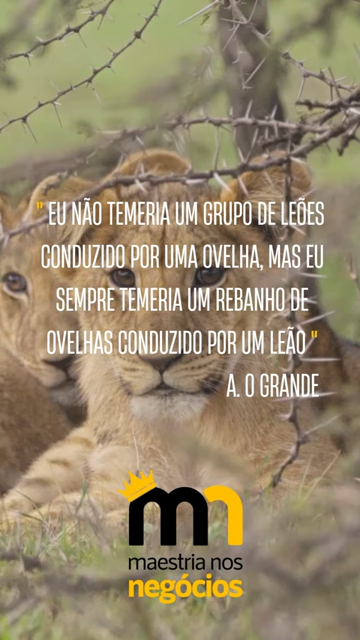 " EU NÃO TEMERIA UM GRUPO DE LEÕES
CONDUZIDO POR UMA OVELHA, MAS EU
SEMPRE TEMERIA UM REBANHO DE
OVELHAS CONDUZIDO POR UM LEÃO "
A. O GRANDE
mn
maestria nos
negócios